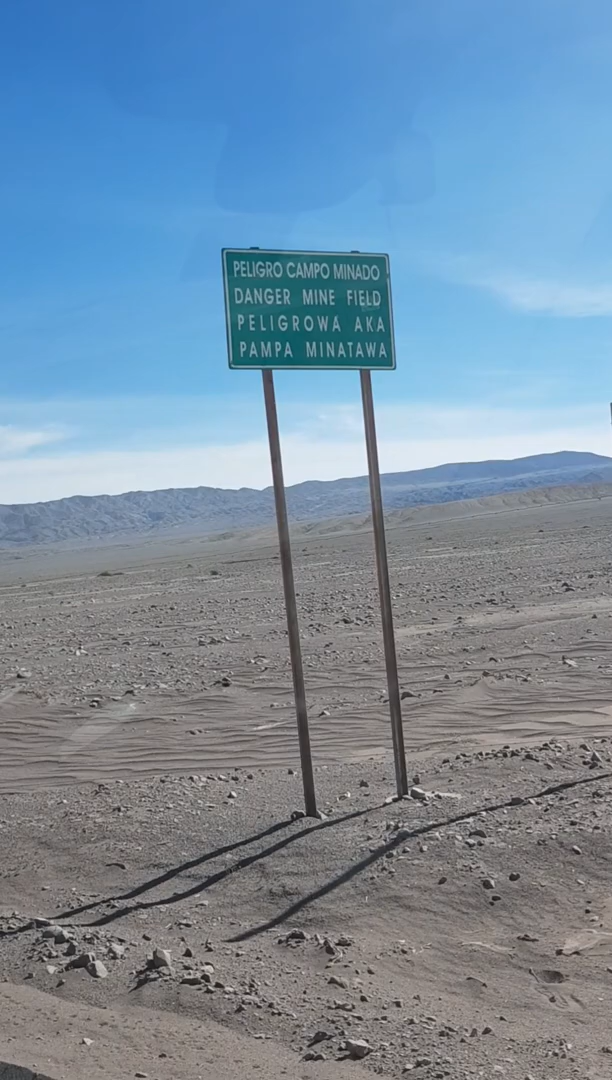 PELIGRO CAMPO MINADO
DANGER MINE FIELD
PELIGROWA AKA
PAMPA MINATAWA